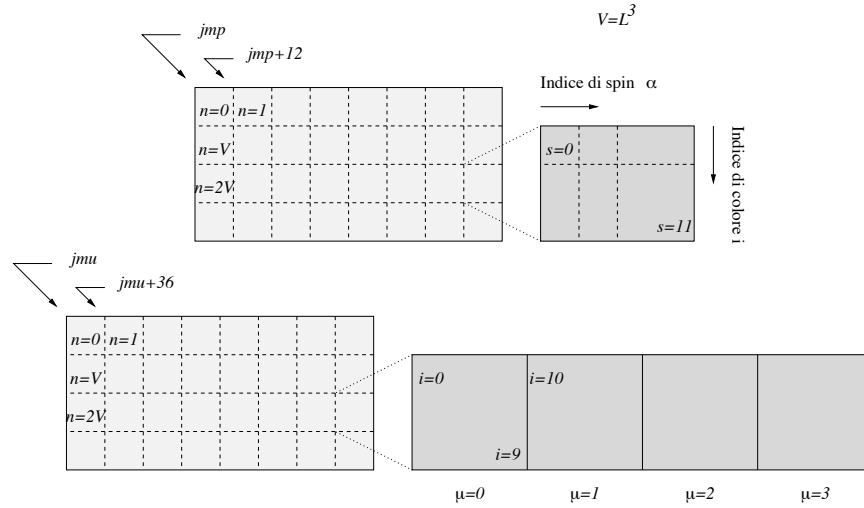 V=L^3
jmp
jmp+12
Indice di spin α
n=0 n=1
n=V
n=2V
s=0
s=11
Indice di colore i
jmu
jmu+36
n=0 n=1
n=V
n=2V
i=0
i=10
i=9
μ=0 μ=1 μ=2 μ=3